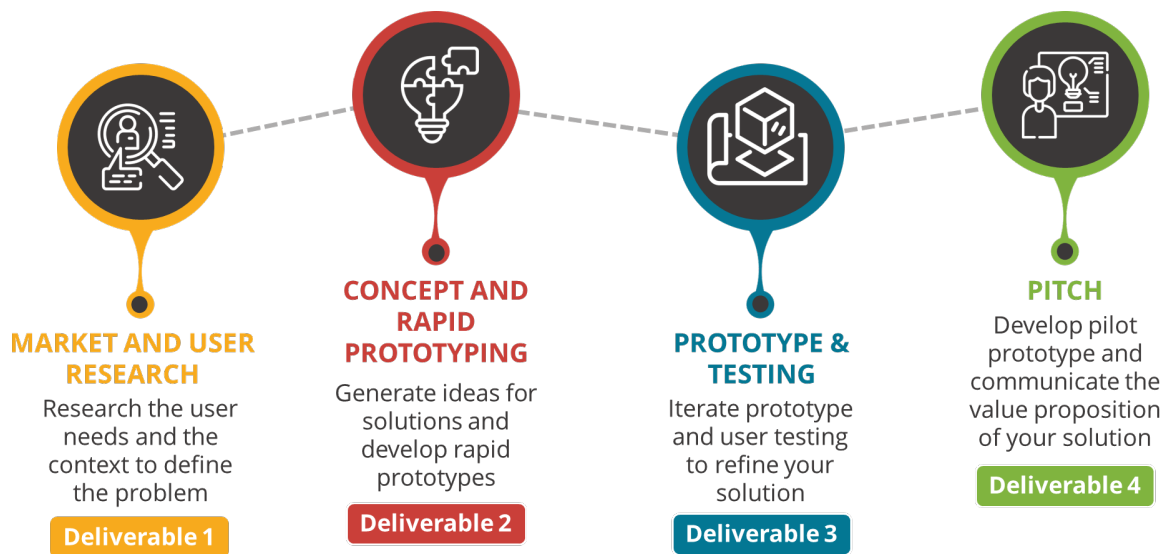 MARKET AND USER
RESEARCH
Research the user
needs and the
context to define
the problem
Deliverable 1
CONCEPT AND
RAPID
PROTOTYPING
Generate ideas for
solutions and
develop rapid
prototypes
Deliverable 2
PROTOTYPE &
TESTING
Iterate prototype
and user testing
to refine your
solution
Deliverable 3
PITCH
Develop pilot
prototype and
communicate the
value proposition
of your solution
Deliverable 4